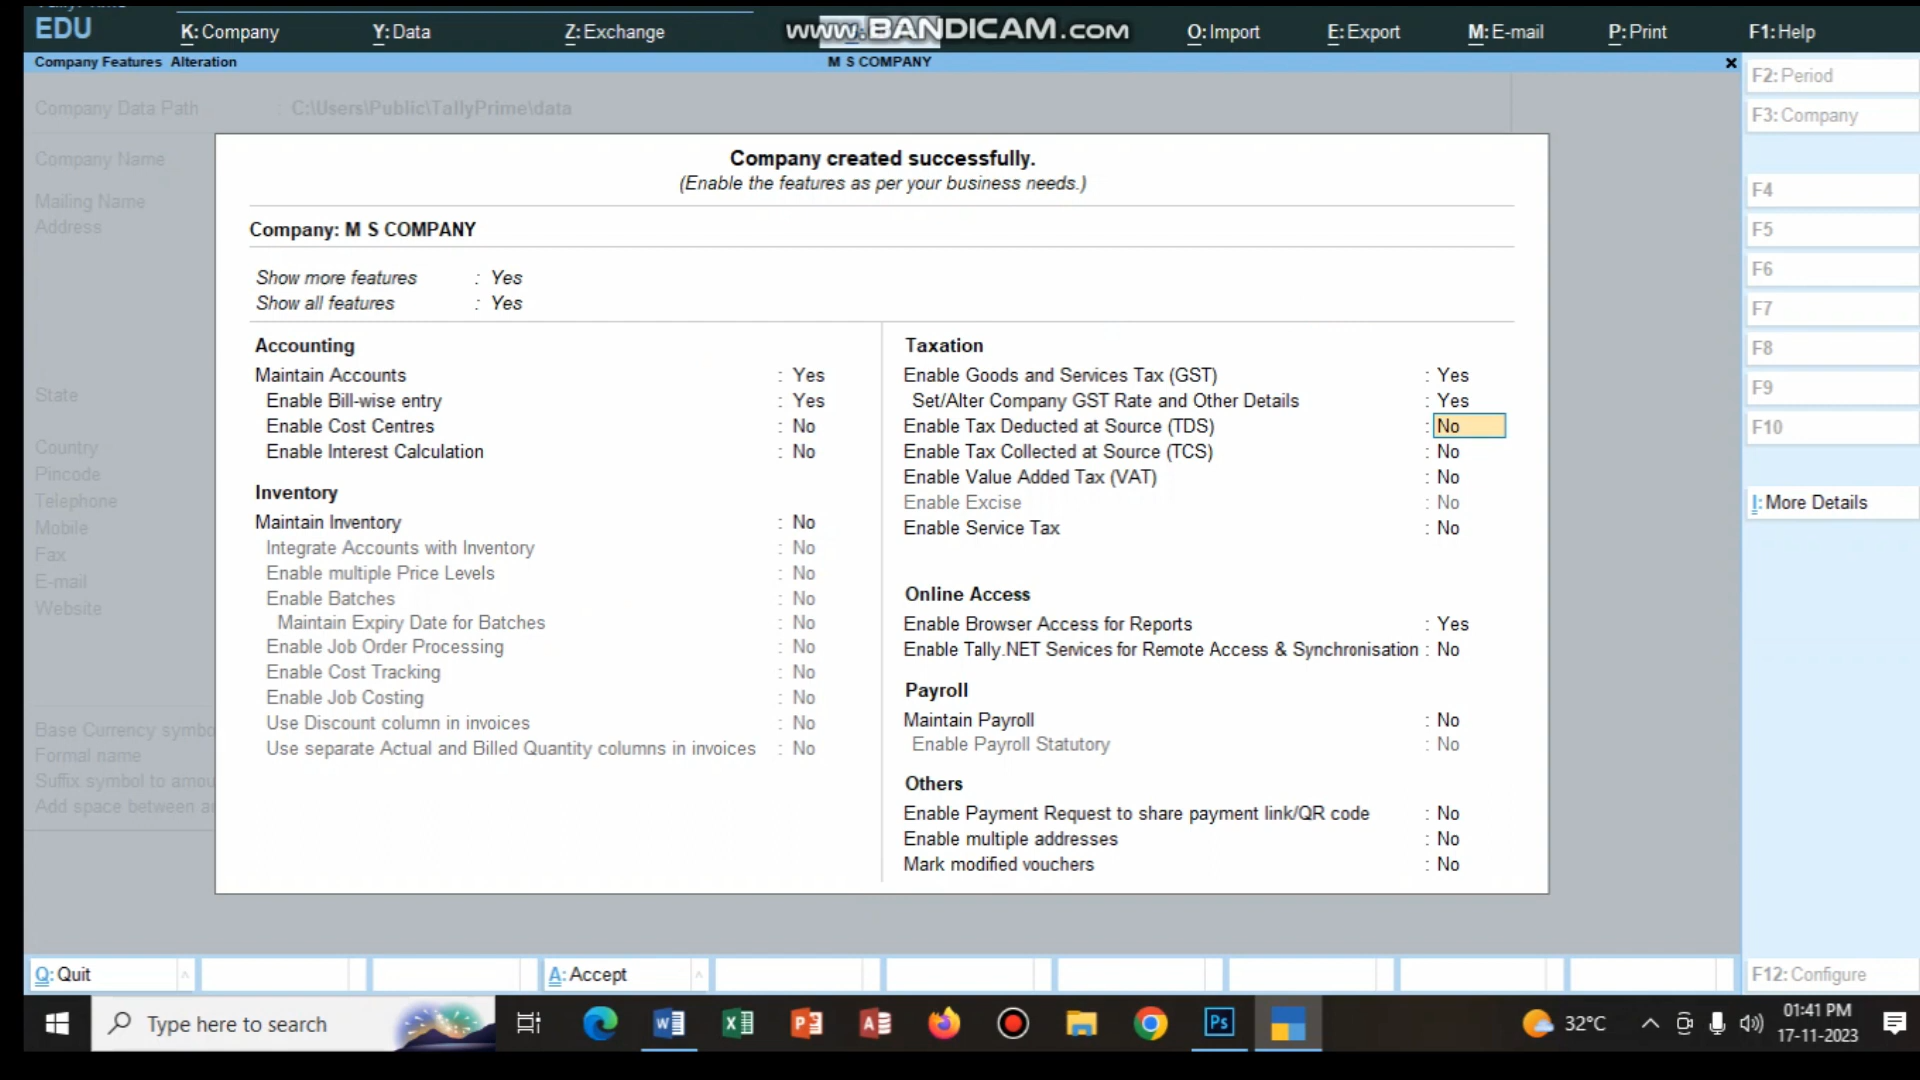 EDU
K: Company
Y: Data
Z: Exchange
www.BANDICAM.com
O: Import
E: Export
M: E-mail
P: Print
F1: Help
Company Features Alteration
M S COMPANY
×
F2: Period
F3: Company
F4
F5
F6
F7
F8
F9
F10
I: More Details
F12: Configure
Company Data Path : C:\Users\Public\TallyPrime\data
Company Name
Mailing Name
Address
State
Country
Pincode
Telephone
Mobile
Fax
E-mail
Website
Base Currency symbo
Formal name
Suffix symbol to amou
Add space between a
Company created successfully.
(Enable the features as per your business needs.)
Company: M S COMPANY
Show more features : Yes
Show all features : Yes
Accounting
Maintain Accounts : Yes
Enable Bill-wise entry : Yes
Enable Cost Centres : No
Enable Interest Calculation : No
Inventory
Maintain Inventory : No
Integrate Accounts with Inventory : No
Enable multiple Price Levels : No
Enable Batches : No
Maintain Expiry Date for Batches : No
Enable Job Order Processing : No
Enable Cost Tracking : No
Enable Job Costing : No
Use Discount column in invoices : No
Use separate Actual and Billed Quantity columns in invoices : No
Taxation
Enable Goods and Services Tax (GST) : Yes
Set/Alter Company GST Rate and Other Details : Yes
Enable Tax Deducted at Source (TDS) : No
Enable Tax Collected at Source (TCS) : No
Enable Value Added Tax (VAT) : No
Enable Excise : No
Enable Service Tax : No
Online Access
Enable Browser Access for Reports : Yes
Enable Tally.NET Services for Remote Access & Synchronisation : No
Payroll
Maintain Payroll : No
Enable Payroll Statutory : No
Others
Enable Payment Request to share payment link/QR code : No
Enable multiple addresses : No
Mark modified vouchers : No
Q: Quit
A: Accept
Type here to search
Ps
32°C
01:41 PM
17-11-2023